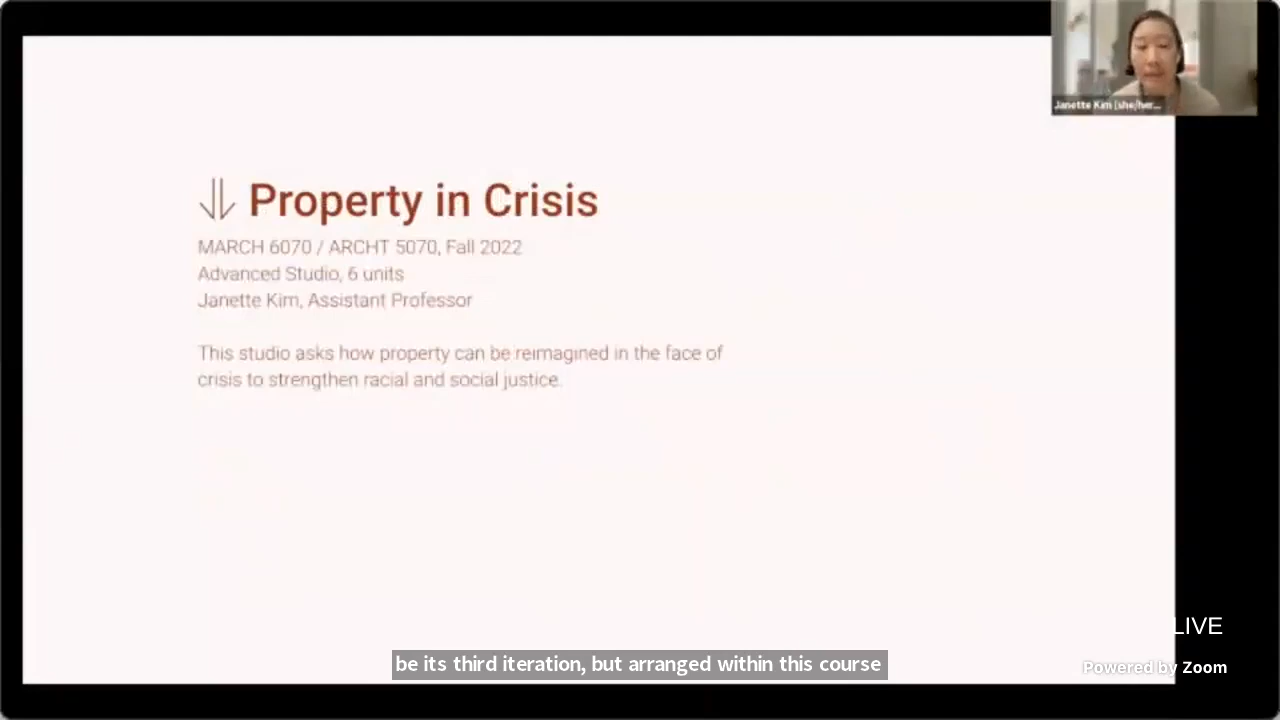 Janette Kim (she/her...
Property in Crisis
MARCH 6070 / ARCHT 5070, Fall 2022
Advanced Studio, 6 units
Janette Kim, Assistant Professor
This studio asks how property can be reimagined in the face of
crisis to strengthen racial and social justice.
LIVE
be its third iteration, but arranged within this course
Powered by Zoom